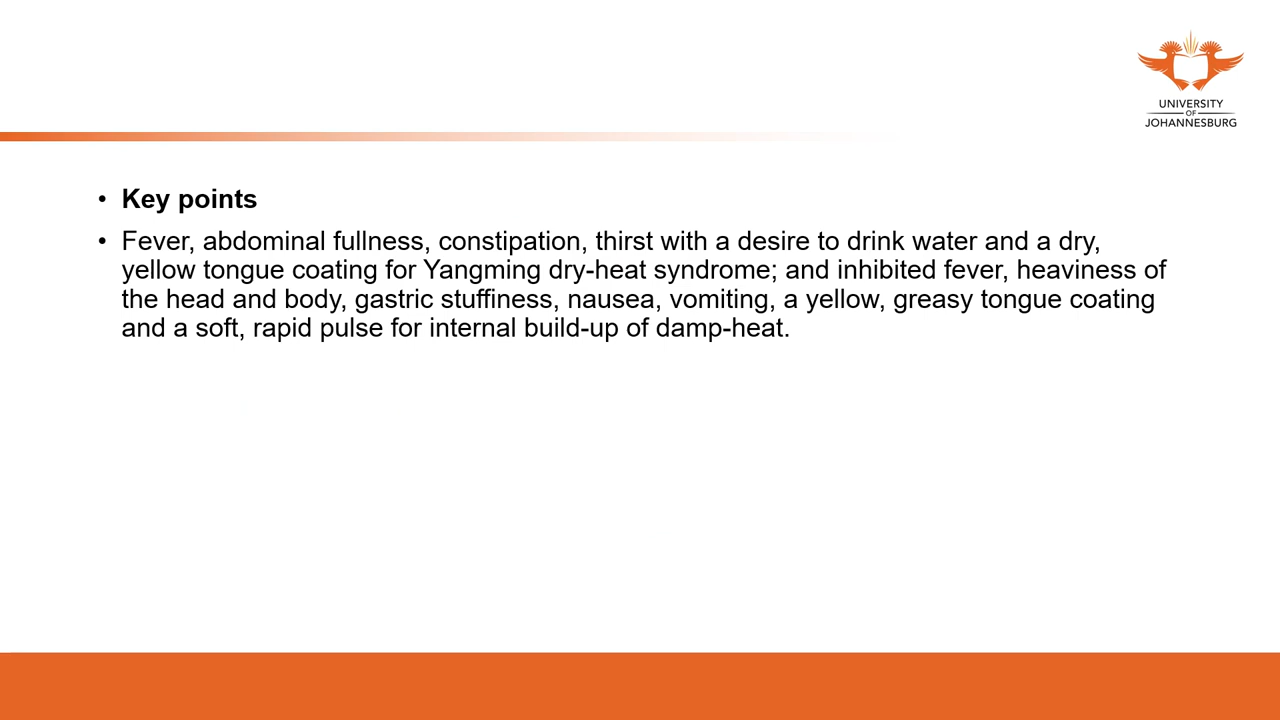 UNIVERSITY
OF
JOHANNESBURG
• Key points
• Fever, abdominal fullness, constipation, thirst with a desire to drink water and a dry,
yellow tongue coating for Yangming dry-heat syndrome; and inhibited fever, heaviness of
the head and body, gastric stuffiness, nausea, vomiting, a yellow, greasy tongue coating
and a soft, rapid pulse for internal build-up of damp-heat.